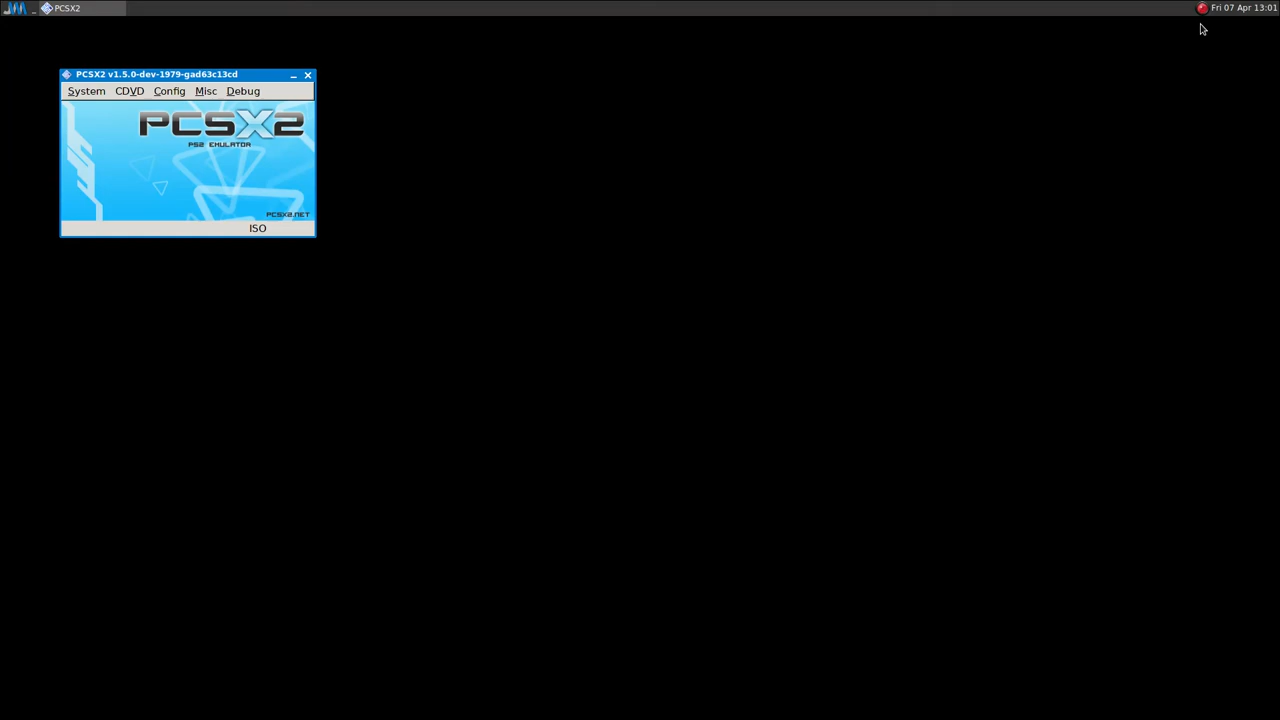 PCSX2
Fri 07 Apr 13:01
PCSX2 v1.5.0-dev-1979-gad63c13cd
System CDVD Config Misc Debug
PCSX2
PS2 EMULATOR
PCSX2.NET
ISO